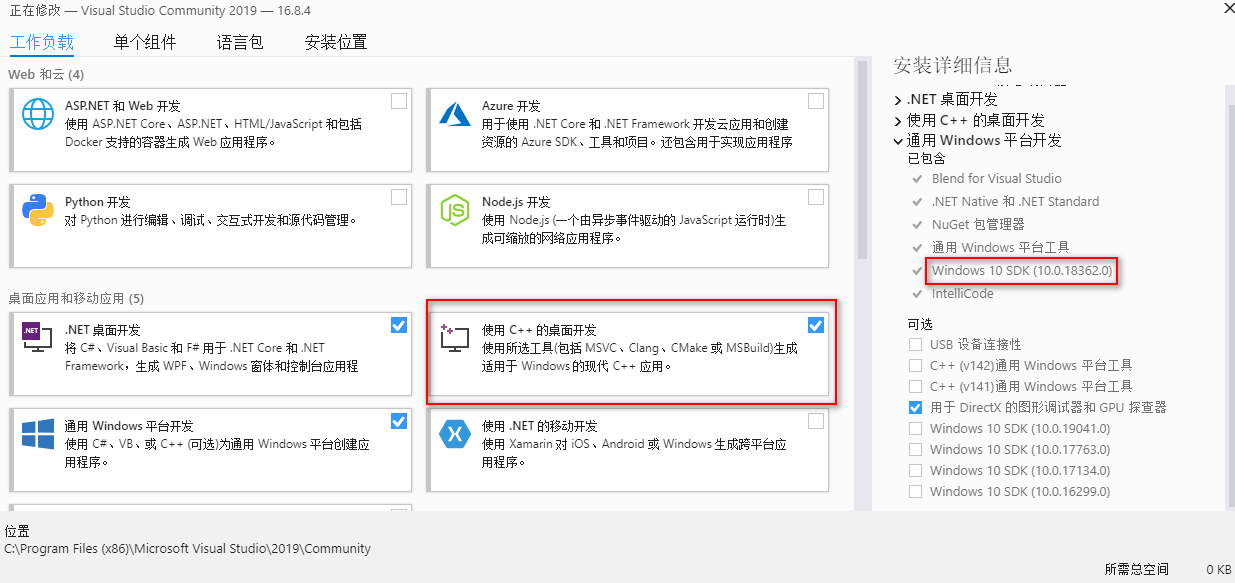 正在修改 — Visual Studio Community 2019 — 16.8.4
工作负载 单个组件 语言包 安装位置
Web 和云 (4)
ASP.NET 和 Web 开发
使用 ASP.NET Core、ASP.NET、HTML/JavaScript 和包括
Docker 支持的容器生成 Web 应用程序。
Azure 开发
用于使用 .NET Core 和 .NET Framework 开发云应用和创建
资源的 Azure SDK、工具和项目。还包含用于实现应用程序
Python 开发
对 Python 进行编辑、调试、交互式开发和源代码管理。
Node.js 开发
使用 Node.js (一个由异步事件驱动的 JavaScript 运行时)生
成可缩放的网络应用程序。
桌面应用和移动应用 (5)
.NET
.NET 桌面开发
将 C#、Visual Basic 和 F# 用于 .NET Core 和 .NET
Framework，生成 WPF、Windows 窗体和控制台应用程
使用 C++ 的桌面开发
使用所选工具(包括 MSVC、Clang、CMake 或 MSBuild)生成
适用于 Windows 的现代 C++ 应用。
通用 Windows 平台开发
使用 C#、VB、或 C++ (可选)为通用 Windows 平台创建应
用程序。
使用 .NET 的移动开发
使用 Xamarin 对 iOS、Android 或 Windows 生成跨平台应
用程序。
安装详细信息
.NET 桌面开发
使用 C++ 的桌面开发
通用 Windows 平台开发
已包含
Blend for Visual Studio
.NET Native 和 .NET Standard
NuGet 包管理器
通用 Windows 平台工具
Windows 10 SDK (10.0.18362.0)
IntelliCode
可选
USB 设备连接性
C++ (v142)通用 Windows 平台工具
C++ (v141)通用 Windows 平台工具
用于 DirectX 的图形调试器和 GPU 探查器
Windows 10 SDK (10.0.19041.0)
Windows 10 SDK (10.0.17763.0)
Windows 10 SDK (10.0.17134.0)
Windows 10 SDK (10.0.16299.0)
位置
C:\Program Files (x86)\Microsoft Visual Studio\2019\Community
所需总空间 0 KB